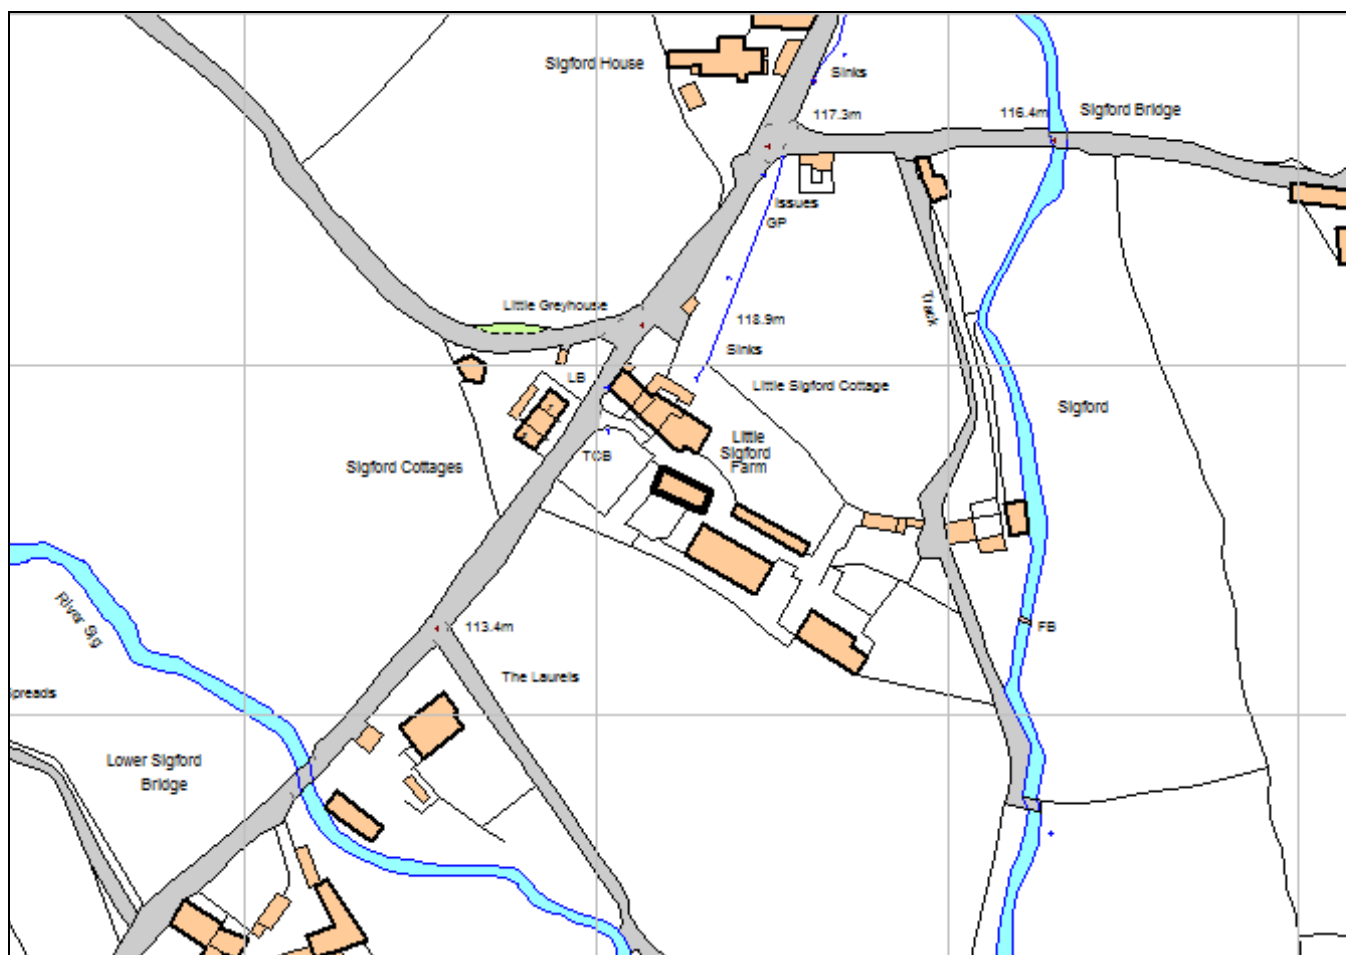 Sigford House
Sinks
117.3m
116.4m
Sigford Bridge
Issues
GP
Little Greyhouse
118.9m
Track
Sinks
LB
Little Sigford Cottage
Sigford
Little
Sigford
Farm
TCB
Sigford Cottages
River Sig
113.4m
FB
The Laurels
Spreads
Lower Sigford
Bridge